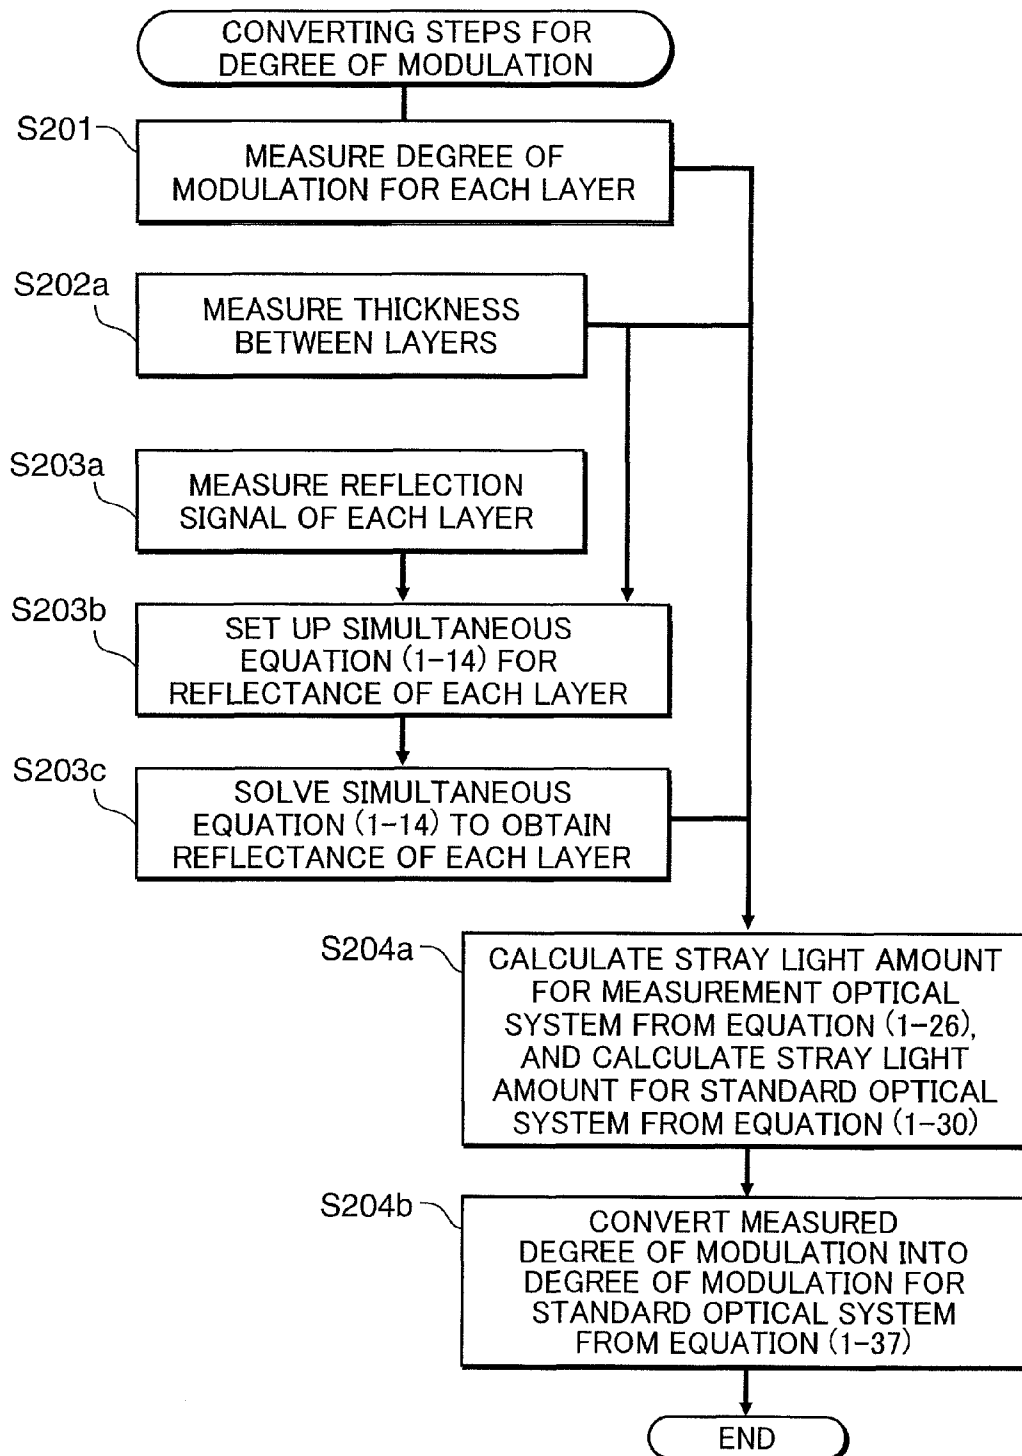 CONVERTING STEPS FOR
DEGREE OF MODULATION
S201
MEASURE DEGREE OF
MODULATION FOR EACH LAYER
S202a
MEASURE THICKNESS
BETWEEN LAYERS
S203a
MEASURE REFLECTION
SIGNAL OF EACH LAYER
S203b
SET UP SIMULTANEOUS
EQUATION (1-14) FOR
REFLECTANCE OF EACH LAYER
S203c
SOLVE SIMULTANEOUS
EQUATION (1-14) TO OBTAIN
REFLECTANCE OF EACH LAYER
S204a
CALCULATE STRAY LIGHT AMOUNT
FOR MEASUREMENT OPTICAL
SYSTEM FROM EQUATION (1-26),
AND CALCULATE STRAY LIGHT
AMOUNT FOR STANDARD OPTICAL
SYSTEM FROM EQUATION (1-30)
S204b
CONVERT MEASURED
DEGREE OF MODULATION INTO
DEGREE OF MODULATION FOR
STANDARD OPTICAL SYSTEM
FROM EQUATION (1-37)
END